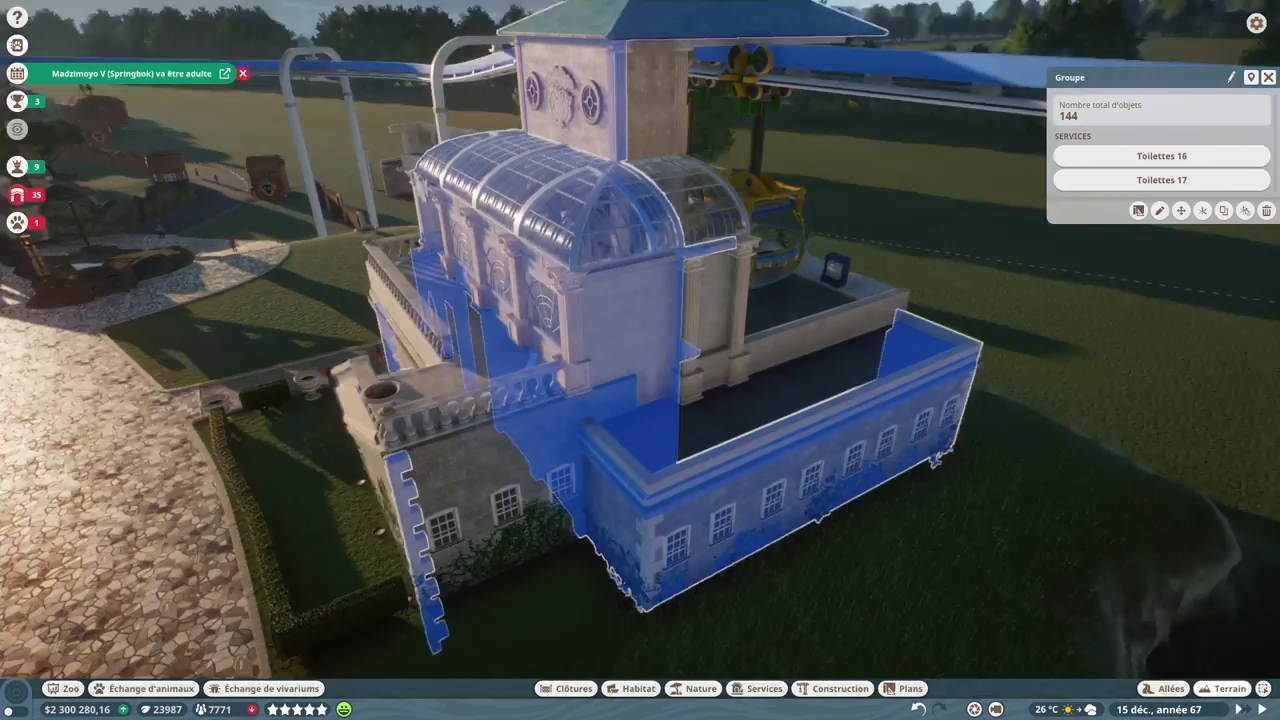 ?
Madzimoyo V (Springbok) va être adulte
3
9
35
1
Groupe
Nombre total d'objets
144
SERVICES
Toilettes 16
Toilettes 17
Zoo
Échange d'animaux
Échange de vivariums
Clôtures
Habitat
Nature
Services
Construction
Plans
Allées
Terrain
$2 300 280,16
23987
7771
26 °C
15 déc., année 67